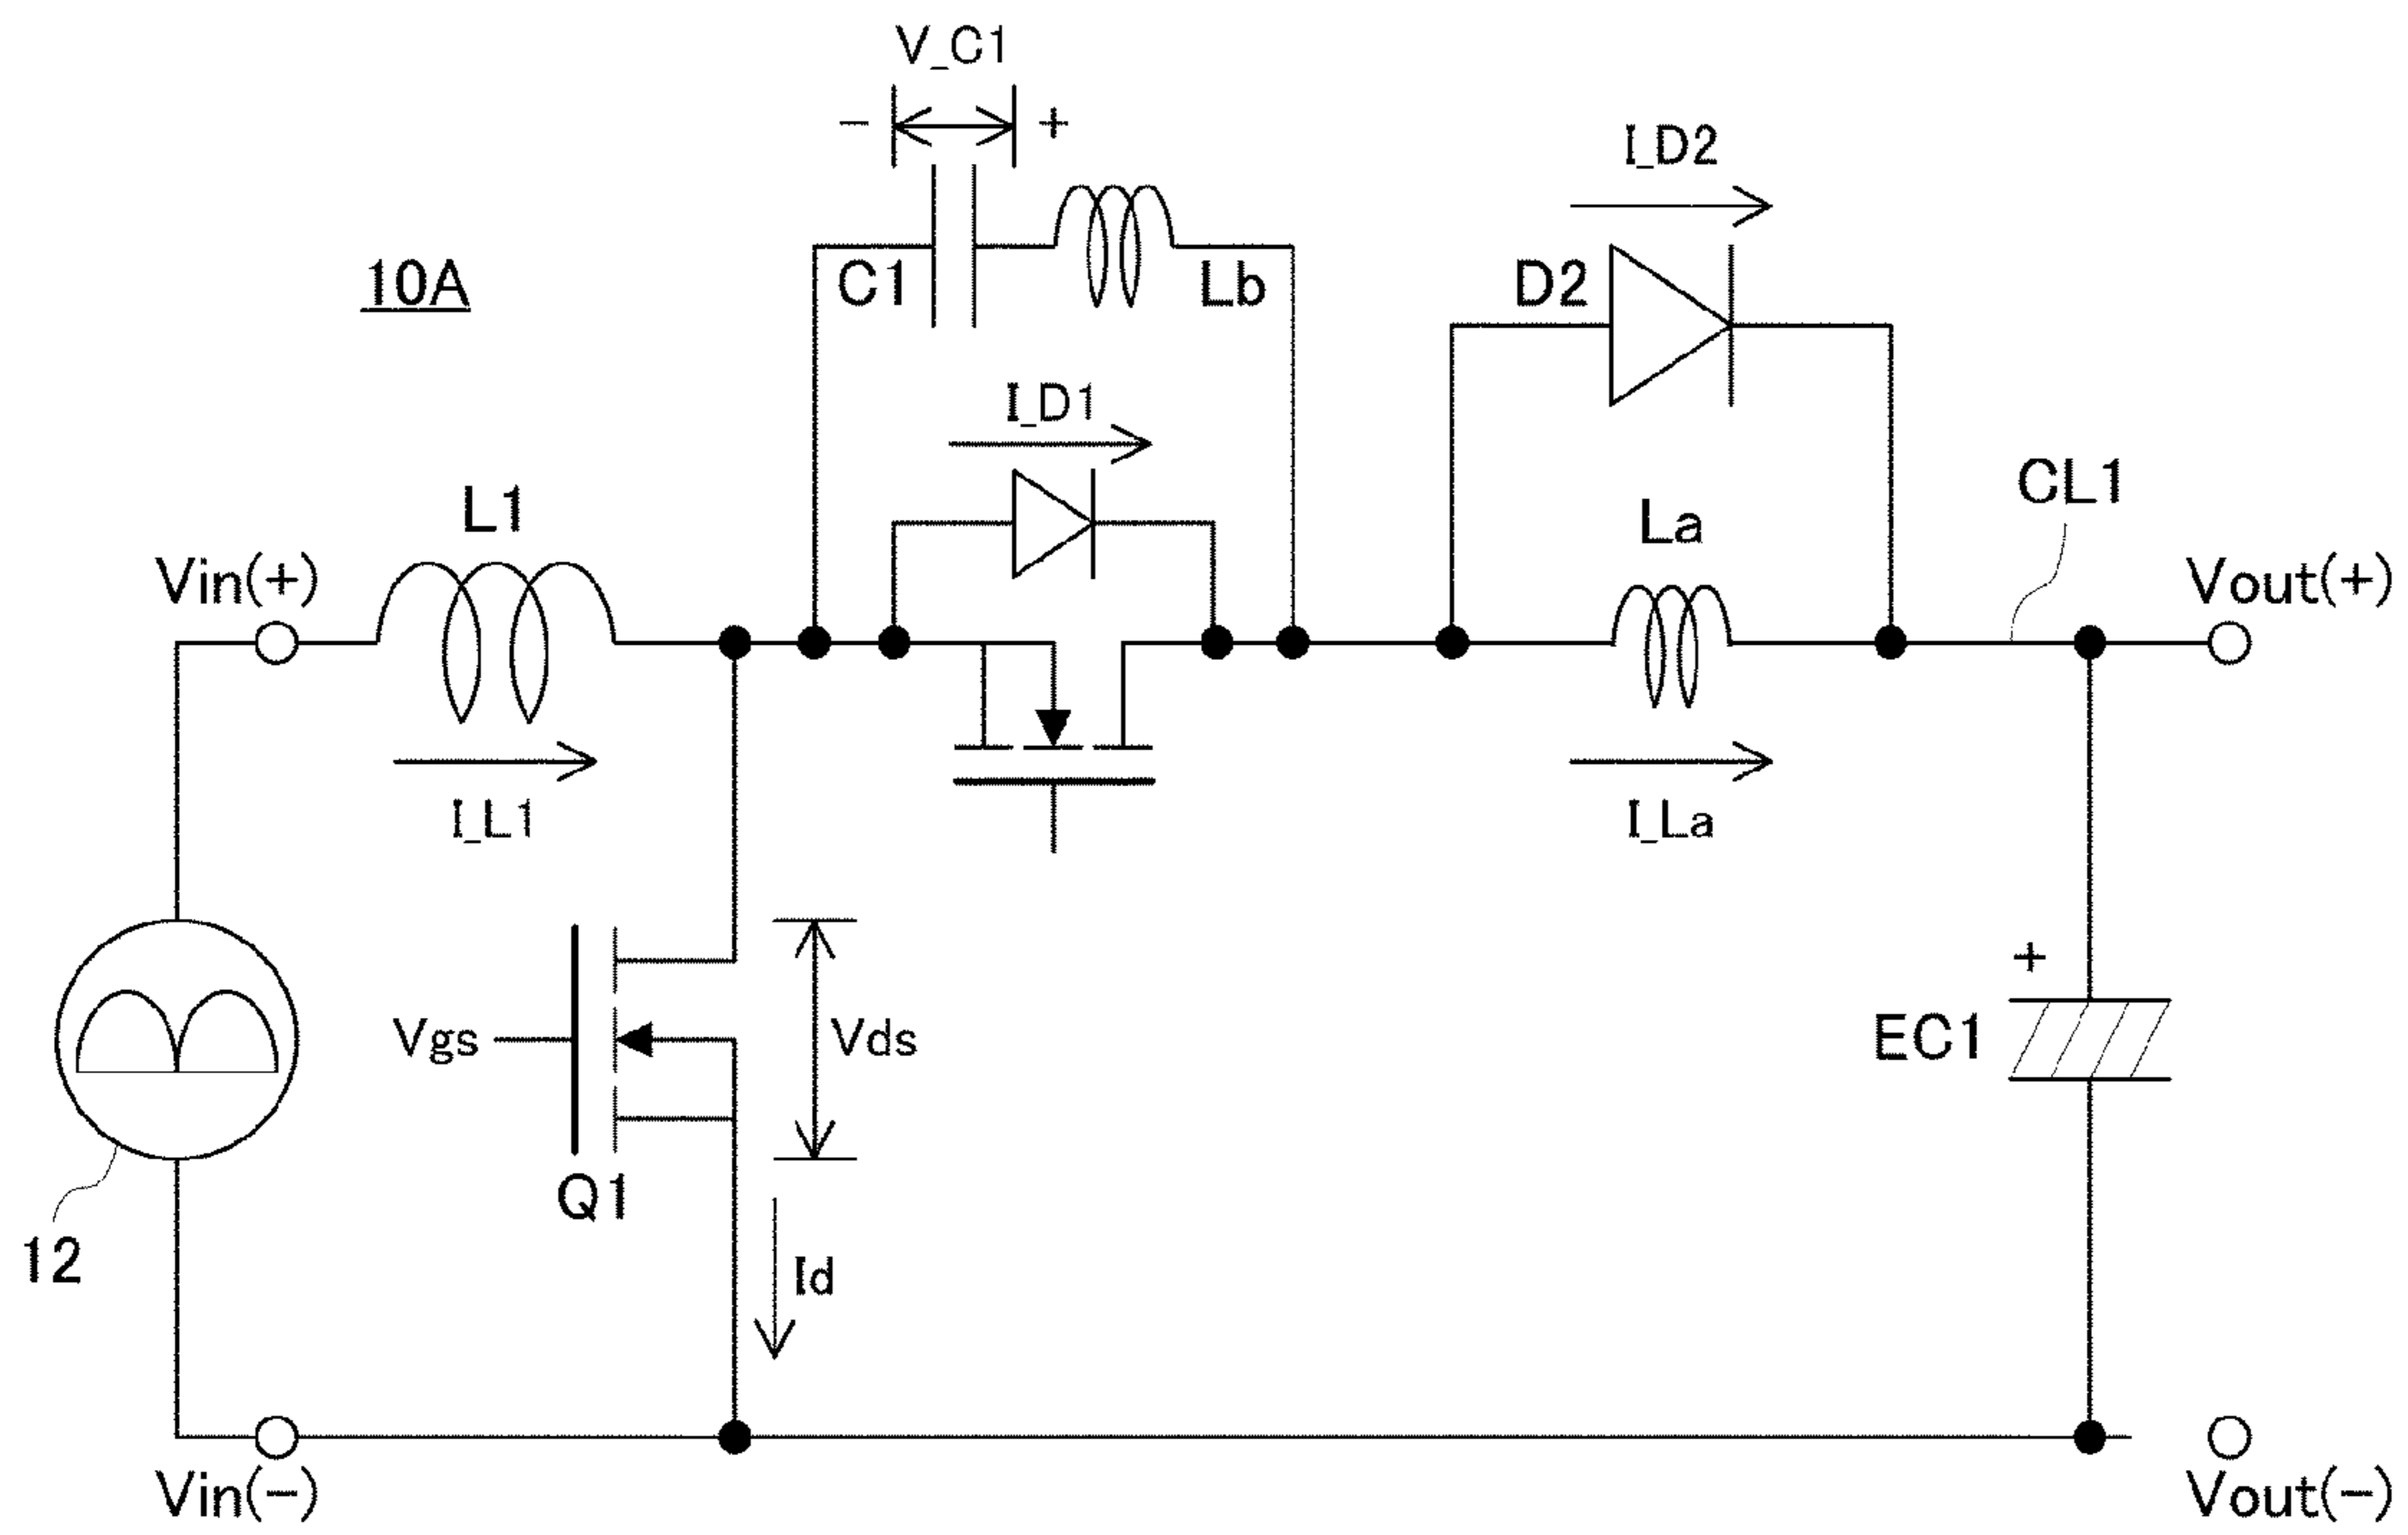 V_C1
− +
I_D2
10A
C1
Lb
D2
I_D1
L1
La
CL1
Vin(+)
Vout(+)
I_L1
I_La
+
Vgs
Vds
EC1
Q1
12
Id
Vin(−)
Vout(−)